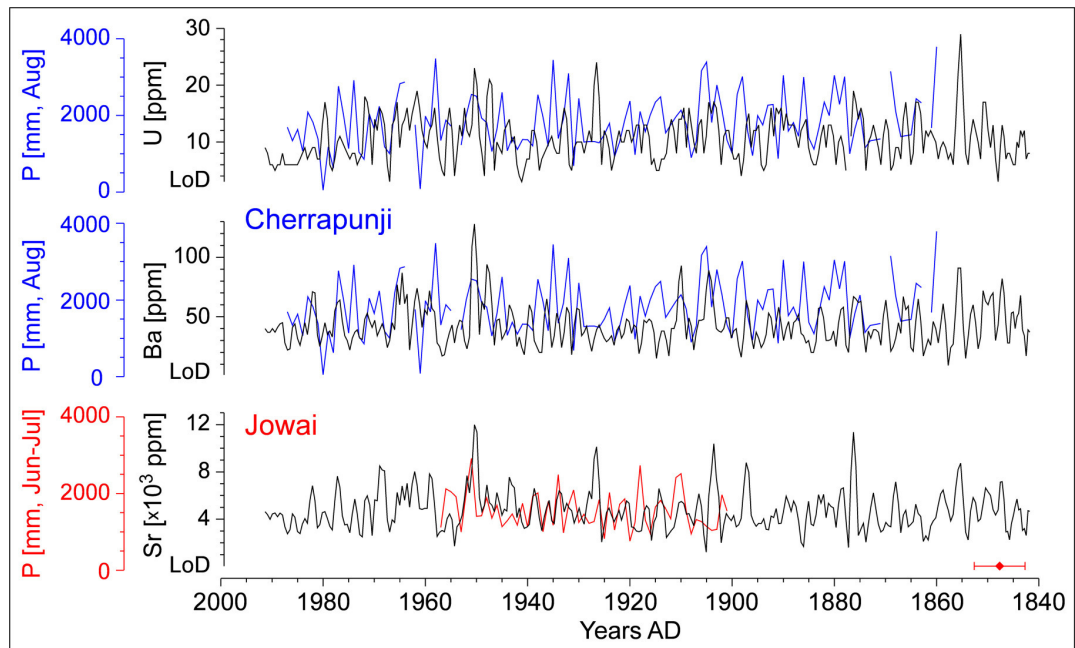 P [mm, Aug]
4000
2000
0
U [ppm]
30
20
10
LoD
Cherrapunji
P [mm, Aug]
4000
2000
0
Ba [ppm]
100
50
LoD
Jowai
P [mm, Jun-Jul]
4000
2000
0
Sr [×10³ ppm]
12
8
4
LoD
2000 1980 1960 1940 1920 1900 1880 1860 1840
Years AD